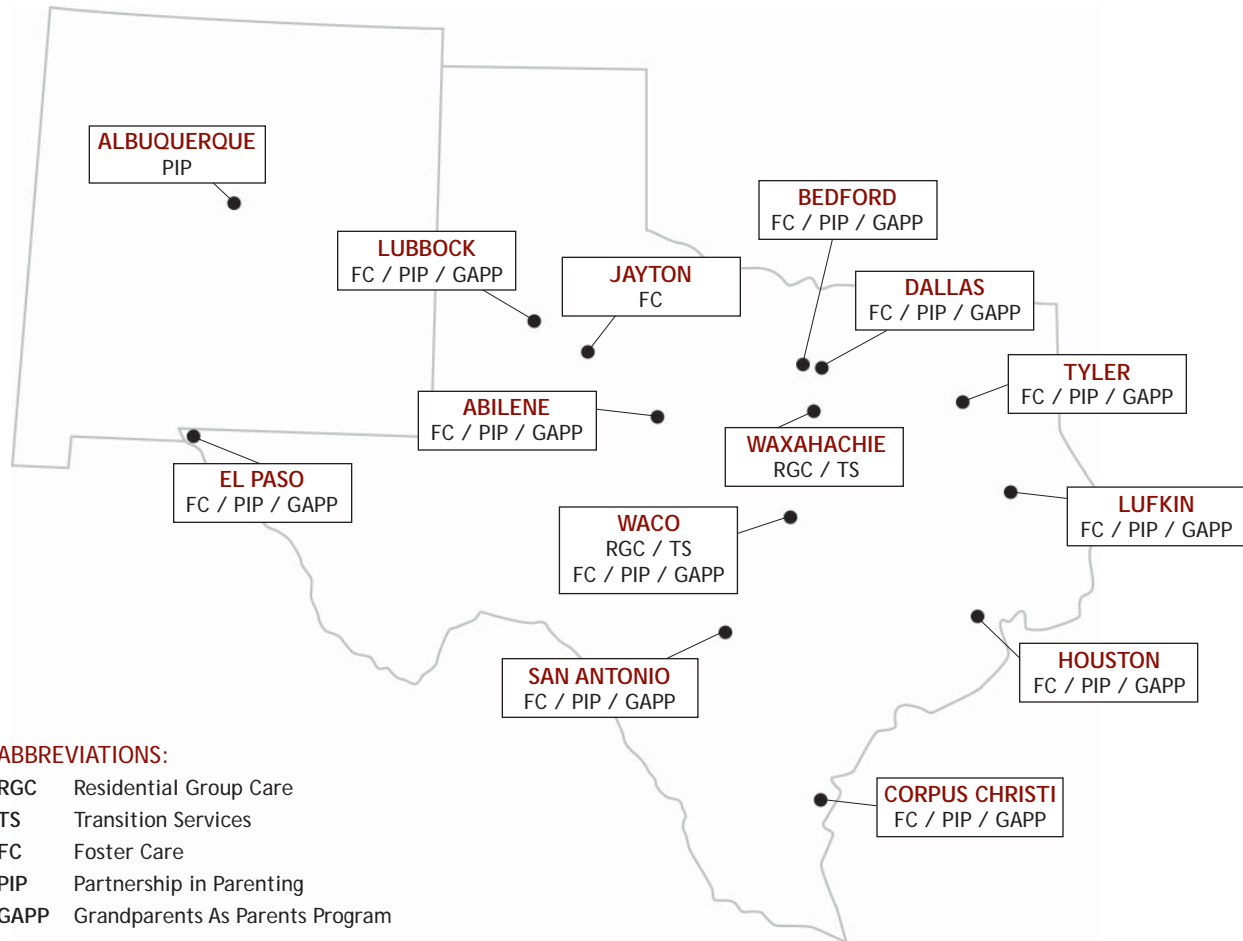 ALBUQUERQUE
PIP
BEDFORD
FC / PIP / GAPP
LUBBOCK
FC / PIP / GAPP
JAYTON
FC
DALLAS
FC / PIP / GAPP
TYLER
FC / PIP / GAPP
ABILENE
FC / PIP / GAPP
WAXAHACHIE
RGC / TS
EL PASO
FC / PIP / GAPP
LUFKIN
FC / PIP / GAPP
WACO
RGC / TS
FC / PIP / GAPP
HOUSTON
FC / PIP / GAPP
SAN ANTONIO
FC / PIP / GAPP
CORPUS CHRISTI
FC / PIP / GAPP
ABBREVIATIONS:
RGC Residential Group Care
TS Transition Services
FC Foster Care
PIP Partnership in Parenting
GAPP Grandparents As Parents Program